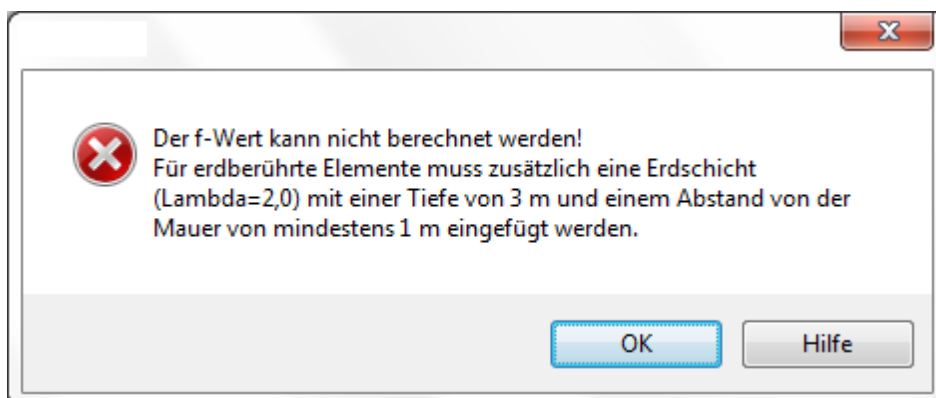 Der f-Wert kann nicht berechnet werden!
Für erdberührte Elemente muss zusätzlich eine Erdschicht
(Lambda=2,0) mit einer Tiefe von 3 m und einem Abstand von der
Mauer von mindestens 1 m eingefügt werden.
OK
Hilfe